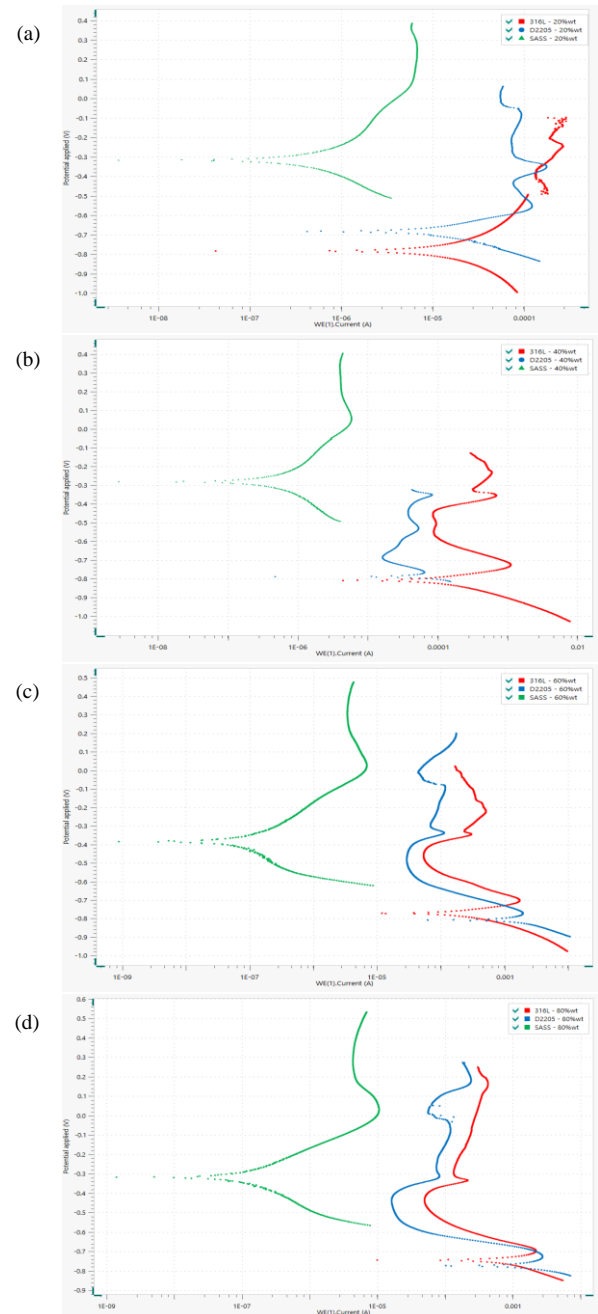 (a)
0.4
0.3
0.2
0.1
0.0
-0.1
-0.2
-0.3
-0.4
-0.5
-0.6
-0.7
-0.8
-0.9
-1.0
Potential applied (V)
316L - 20%wt
D2205 - 20%wt
SASS - 20%wt
1E-08
1E-07
1E-06
1E-05
0.0001
WE(1).Current (A)
(b)
0.4
0.3
0.2
0.1
0.0
-0.1
-0.2
-0.3
-0.4
-0.5
-0.6
-0.7
-0.8
-0.9
-1.0
Potential applied (V)
316L - 40%wt
D2205 - 40%wt
SASS - 40%wt
1E-08
1E-06
0.0001
0.01
WE(1).Current (A)
(c)
0.5
0.4
0.3
0.2
0.1
0.0
-0.1
-0.2
-0.3
-0.4
-0.5
-0.6
-0.7
-0.8
-0.9
-1.0
Potential applied (V)
316L - 60%wt
D2205 - 60%wt
SASS - 60%wt
1E-09
1E-07
1E-05
0.001
WE(1).Current (A)
(d)
0.6
0.5
0.4
0.3
0.2
0.1
0.0
-0.1
-0.2
-0.3
-0.4
-0.5
-0.6
-0.7
-0.8
-0.9
Potential applied (V)
316L - 80%wt
D2205 - 80%wt
SASS - 80%wt
1E-09
1E-07
1E-05
0.001
WE(1).Current (A)